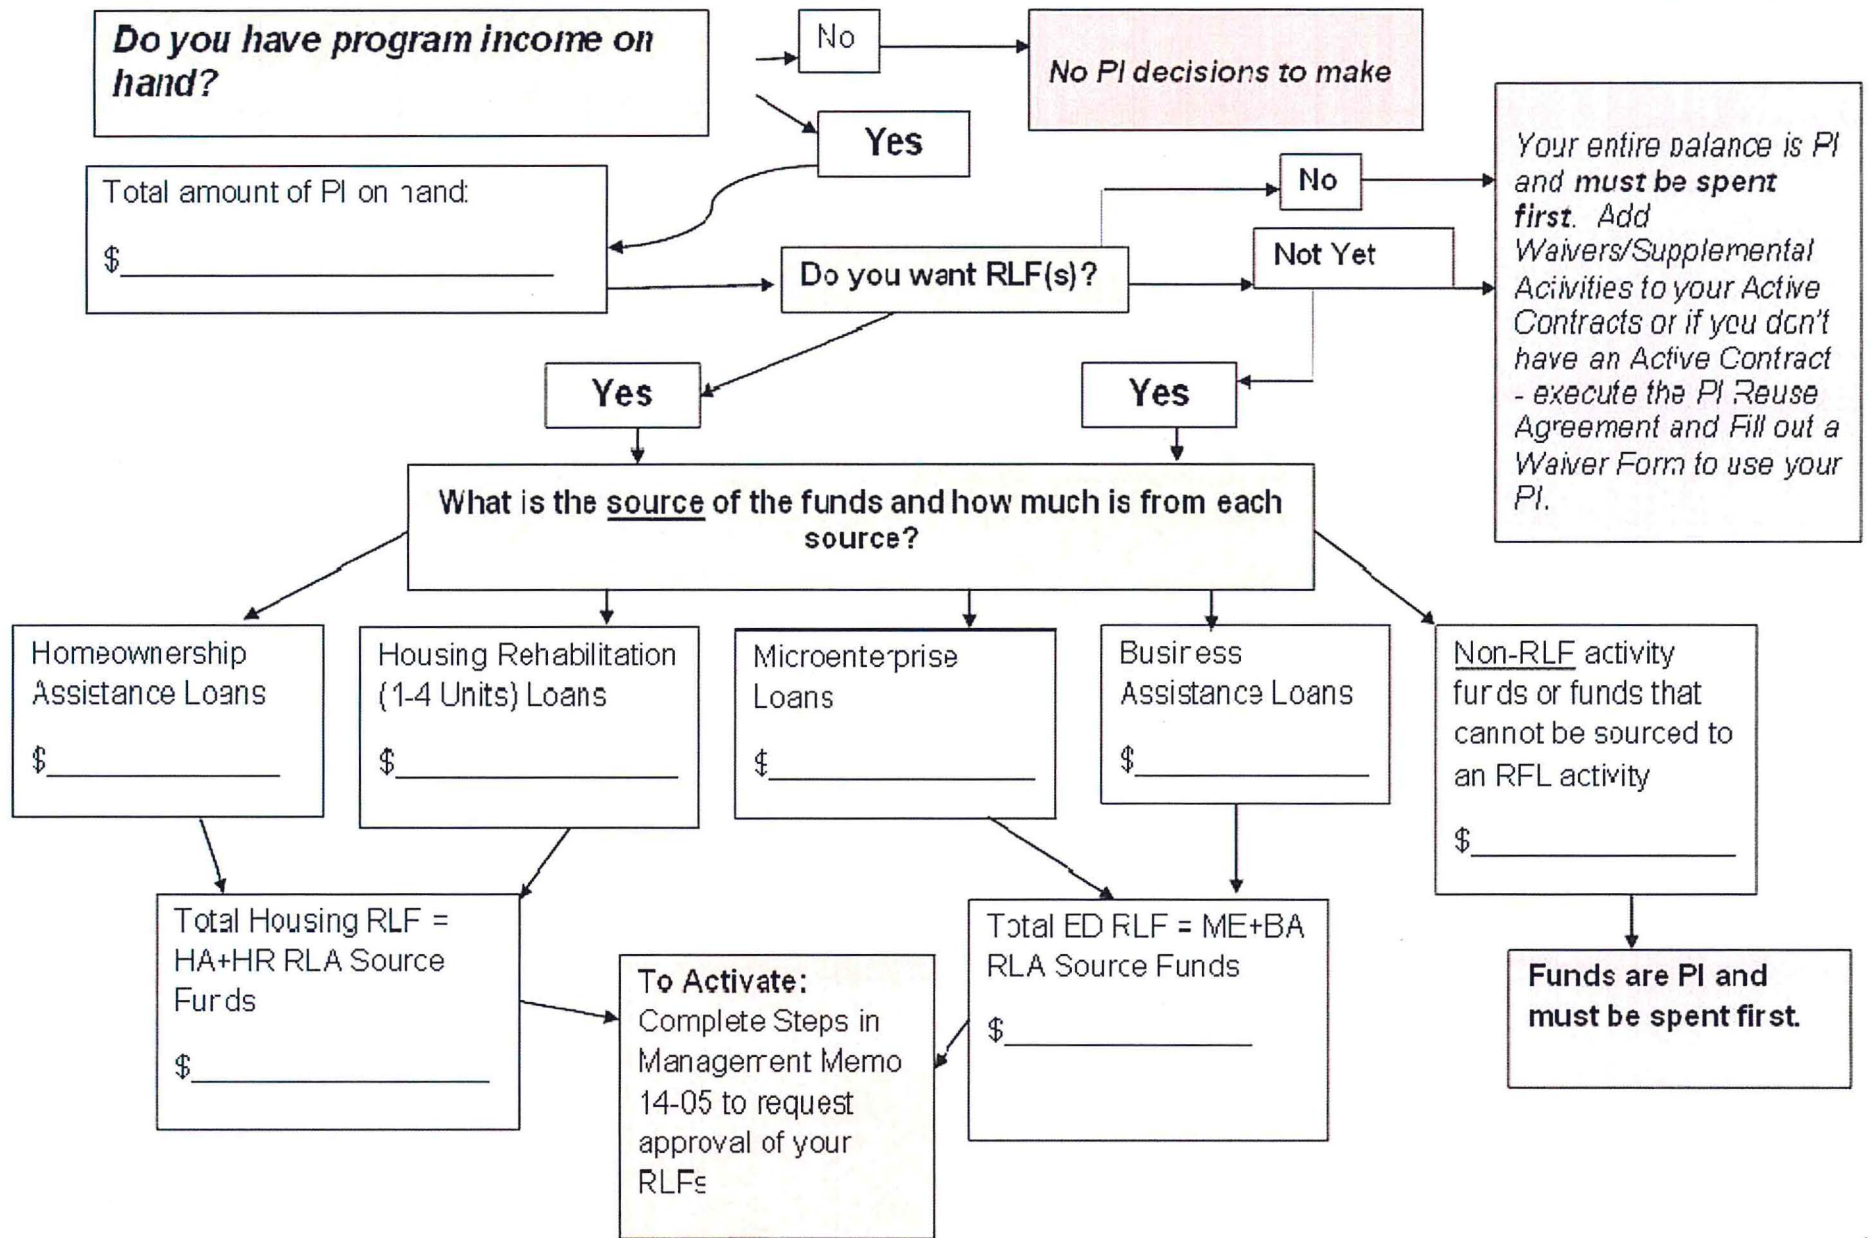 Do you have program income on
hand?
No
No PI decisions to make
Yes
Total amount of PI on hand:
$
Do you want RLF(s)?
No
Not Yet
Your entire balance is PI
and must be spent
first. Add
Waivers/Supplemental
Activities to your Active
Contracts or if you don't
have an Active Contract
- execute the PI Reuse
Agreement and Fill out a
Waiver Form to use your
PI.
Yes
Yes
What is the source of the funds and how much is from each
source?
Homeownership
Assistance Loans
$
Housing Rehabilitation
(1-4 Units) Loans
$
Microenterprise
Loans
$
Business
Assistance Loans
$
Non-RLF activity
funds or funds that
cannot be sourced to
an RFL activity
$
Total Housing RLF =
HA+HR RLA Source
Funds
$
To Activate:
Complete Steps in
Management Memo
14-05 to request
approval of your
RLFs
Total ED RLF = ME+BA
RLA Source Funds
$
Funds are PI and
must be spent first.